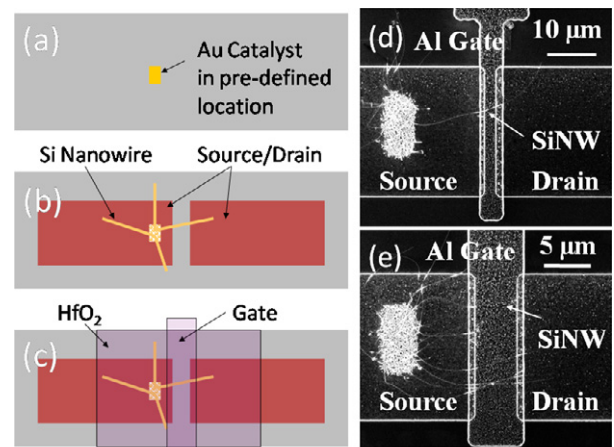 (a)
Au Catalyst
in pre-defined
location
Si Nanowire
Source/Drain
(b)
HfO₂
Gate
(c)
(d)
Al Gate
10 μm
SiNW
Source
Drain
(e)
Al Gate
5 μm
SiNW
Source
Drain